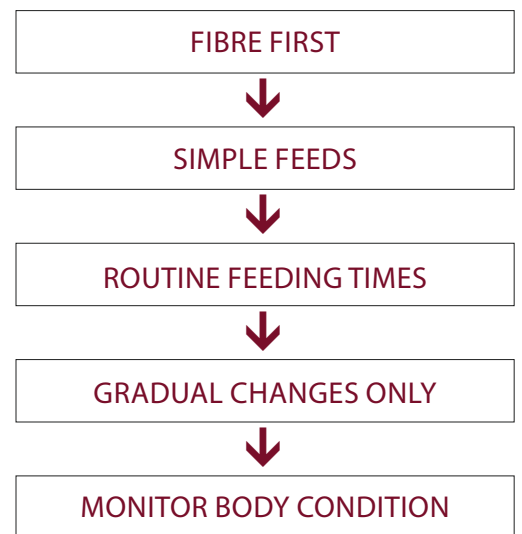 FIBRE FIRST
SIMPLE FEEDS
ROUTINE FEEDING TIMES
GRADUAL CHANGES ONLY
MONITOR BODY CONDITION